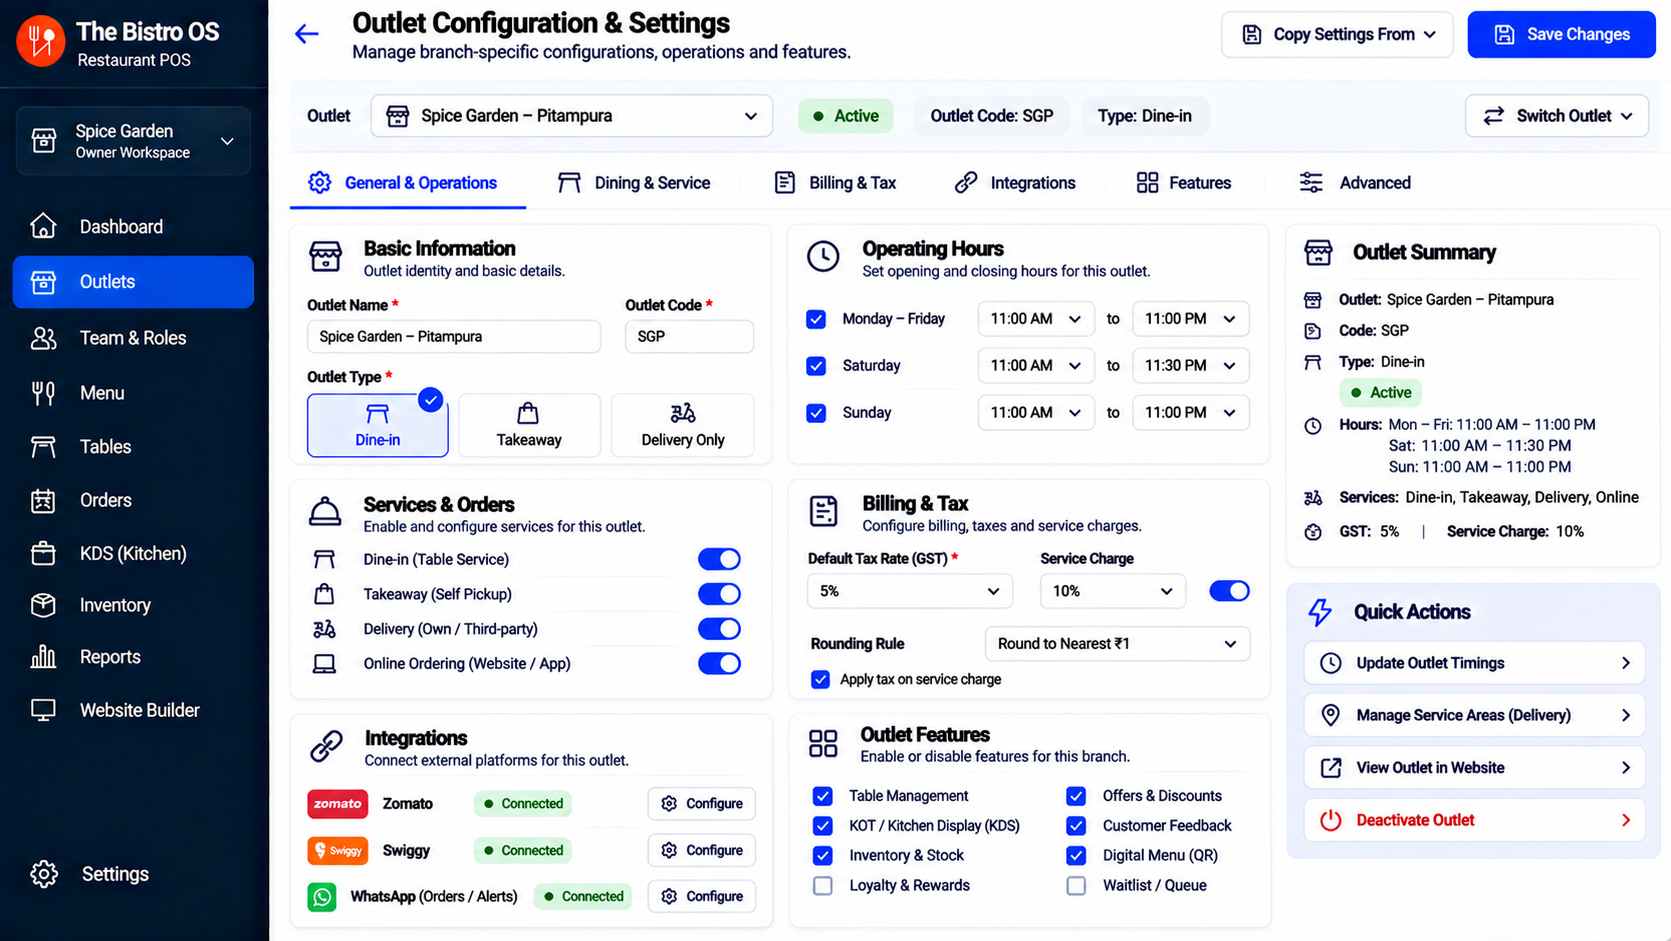 The Bistro OS
Restaurant POS
Spice Garden
Owner Workspace
Dashboard
Outlets
Team & Roles
Menu
Tables
Orders
KDS (Kitchen)
Inventory
Reports
Website Builder
Settings
Outlet Configuration & Settings
Manage branch-specific configurations, operations and features.
Copy Settings From
Save Changes
Outlet
Spice Garden – Pitampura
Active
Outlet Code: SGP
Type: Dine-in
Switch Outlet
General & Operations
Dining & Service
Billing & Tax
Integrations
Features
Advanced
Basic Information
Outlet identity and basic details.
Outlet Name *
Outlet Code *
Spice Garden – Pitampura
SGP
Outlet Type *
Dine-in
Takeaway
Delivery Only
Operating Hours
Set opening and closing hours for this outlet.
Monday – Friday 11:00 AM to 11:00 PM
Saturday 11:00 AM to 11:30 PM
Sunday 11:00 AM to 11:00 PM
Services & Orders
Enable and configure services for this outlet.
Dine-in (Table Service)
Takeaway (Self Pickup)
Delivery (Own / Third-party)
Online Ordering (Website / App)
Billing & Tax
Configure billing, taxes and service charges.
Default Tax Rate (GST) *
Service Charge
5%
10%
Rounding Rule
Round to Nearest ₹1
Apply tax on service charge
Integrations
Connect external platforms for this outlet.
zomato Zomato Connected Configure
Swiggy Swiggy Connected Configure
WhatsApp (Orders / Alerts) Connected Configure
Outlet Features
Enable or disable features for this branch.
Table Management
Offers & Discounts
KOT / Kitchen Display (KDS)
Customer Feedback
Inventory & Stock
Digital Menu (QR)
Loyalty & Rewards
Waitlist / Queue
Outlet Summary
Outlet: Spice Garden – Pitampura
Code: SGP
Type: Dine-in
Active
Hours: Mon – Fri: 11:00 AM – 11:00 PM
Sat: 11:00 AM – 11:30 PM
Sun: 11:00 AM – 11:00 PM
Services: Dine-in, Takeaway, Delivery, Online
GST: 5% | Service Charge: 10%
Quick Actions
Update Outlet Timings
Manage Service Areas (Delivery)
View Outlet in Website
Deactivate Outlet